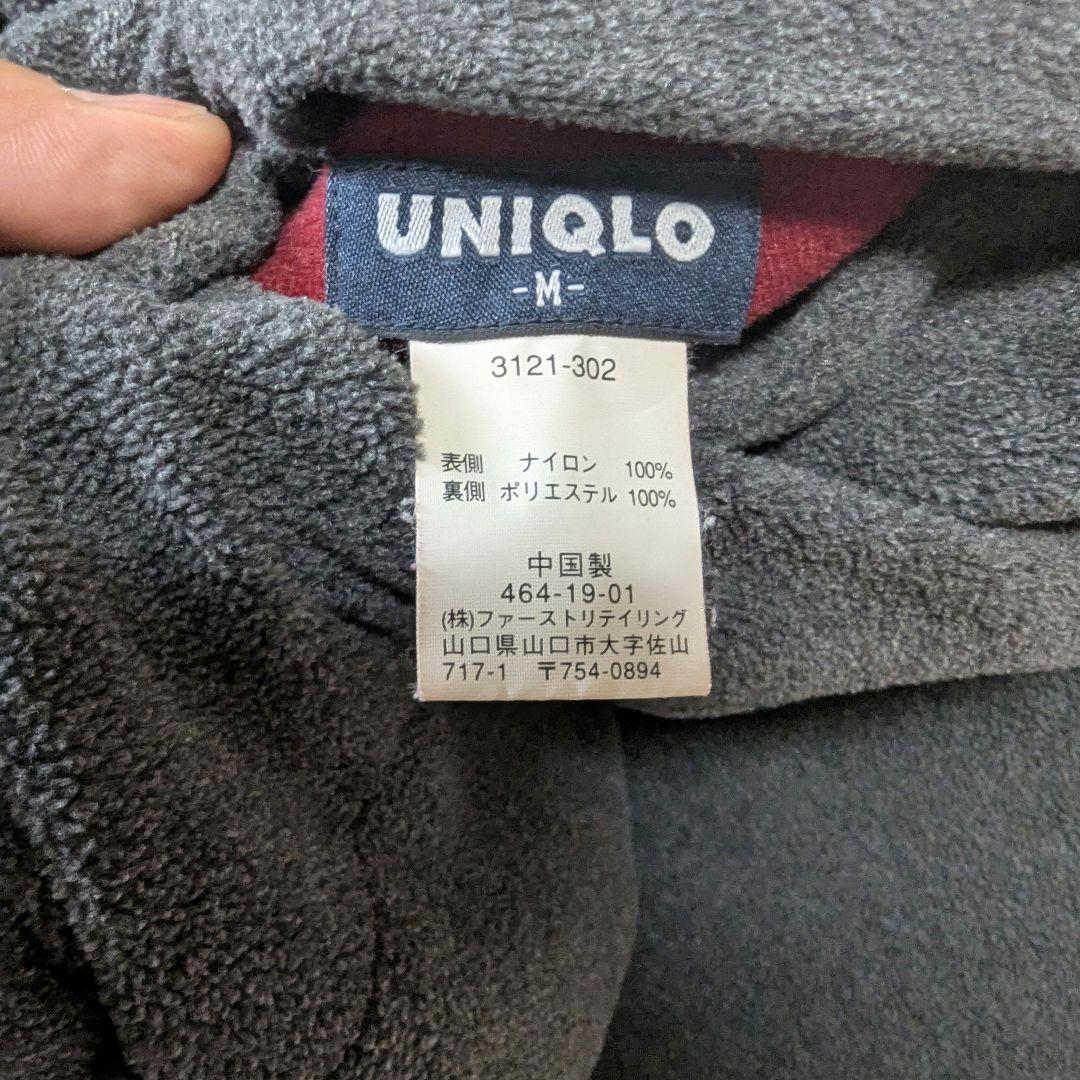 UNIQLO
-M-
3121-302
表側 ナイロン 100%
裏側 ポリエステル 100%
中国製
464-19-01
(株)ファーストリテイリング
山口県山口市大字佐山
717-1 〒754-0894